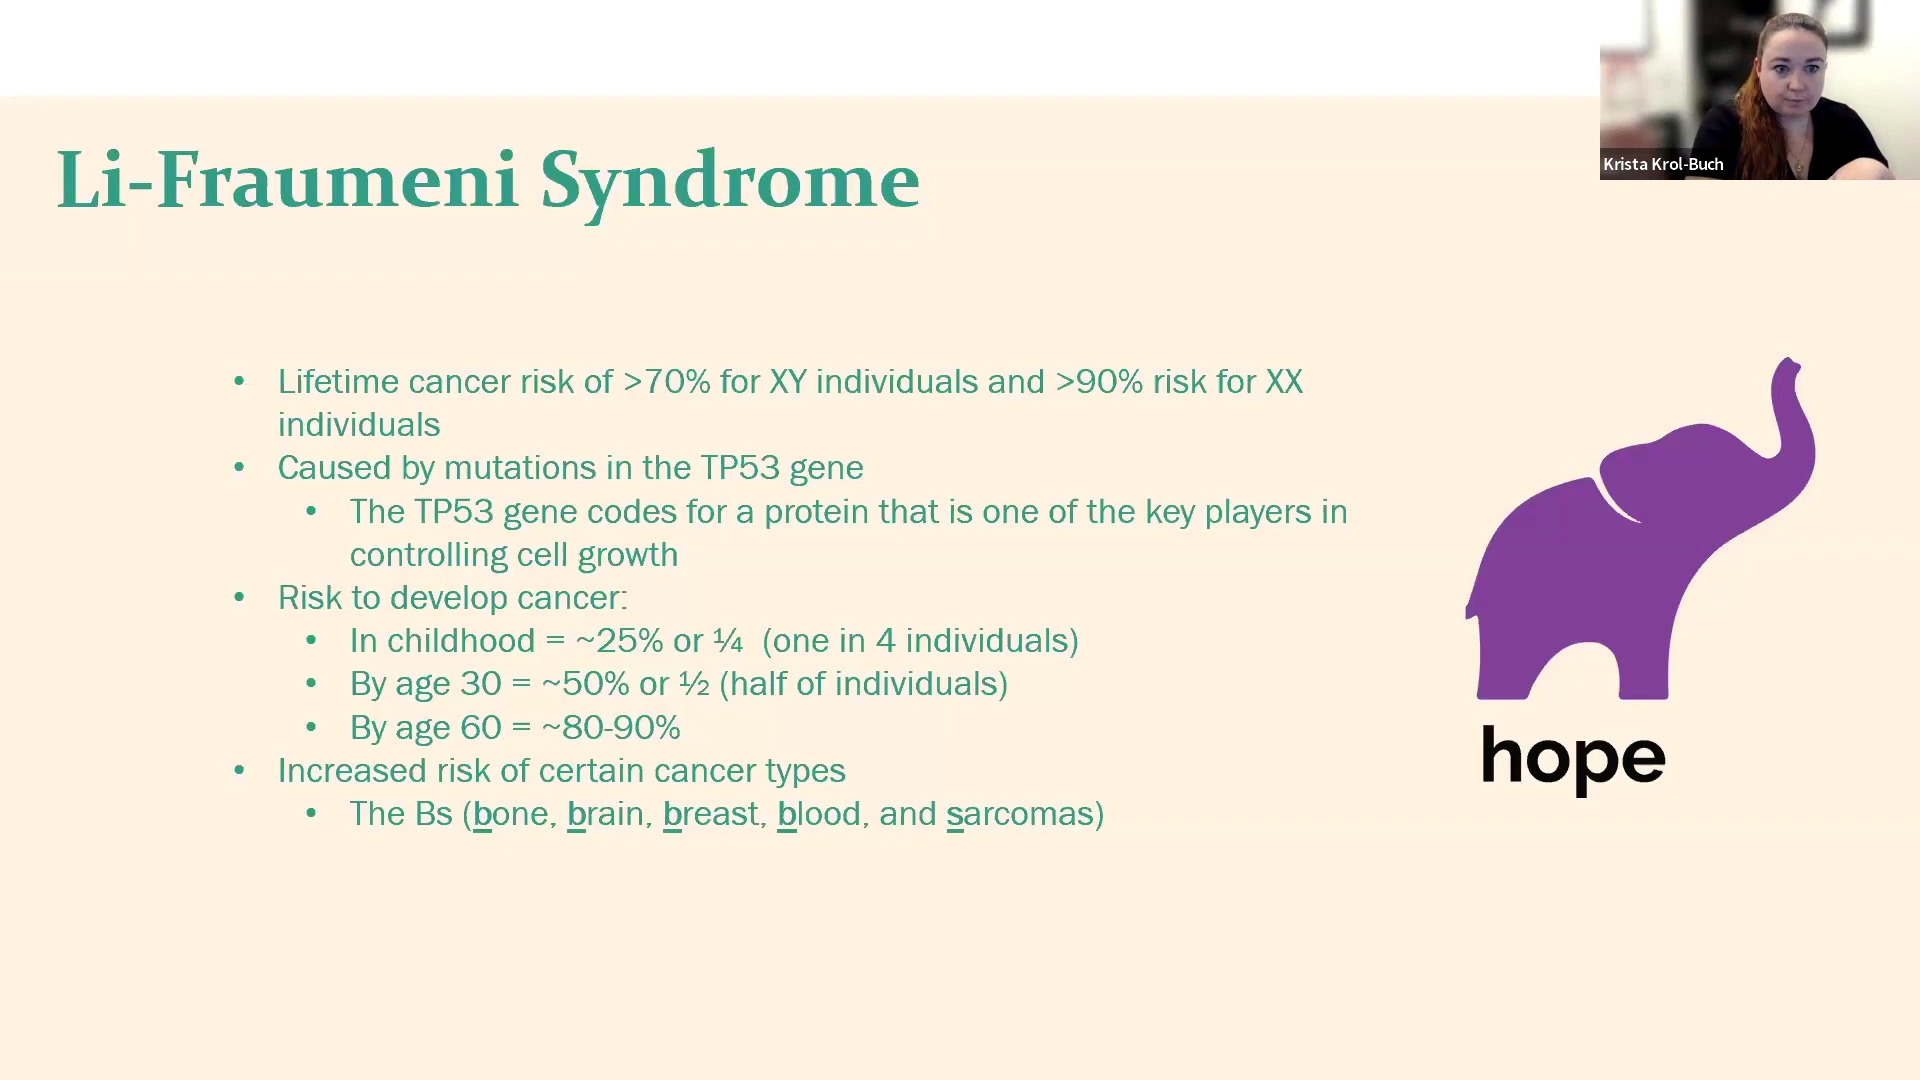 Krista Krol-Buch
Li-Fraumeni Syndrome
• Lifetime cancer risk of >70% for XY individuals and >90% risk for XX
individuals
• Caused by mutations in the TP53 gene
• The TP53 gene codes for a protein that is one of the key players in
controlling cell growth
• Risk to develop cancer:
• In childhood = ~25% or ¼  (one in 4 individuals)
• By age 30 = ~50% or ½ (half of individuals)
• By age 60 = ~80-90%
• Increased risk of certain cancer types
• The Bs (bone, brain, breast, blood, and sarcomas)
hope